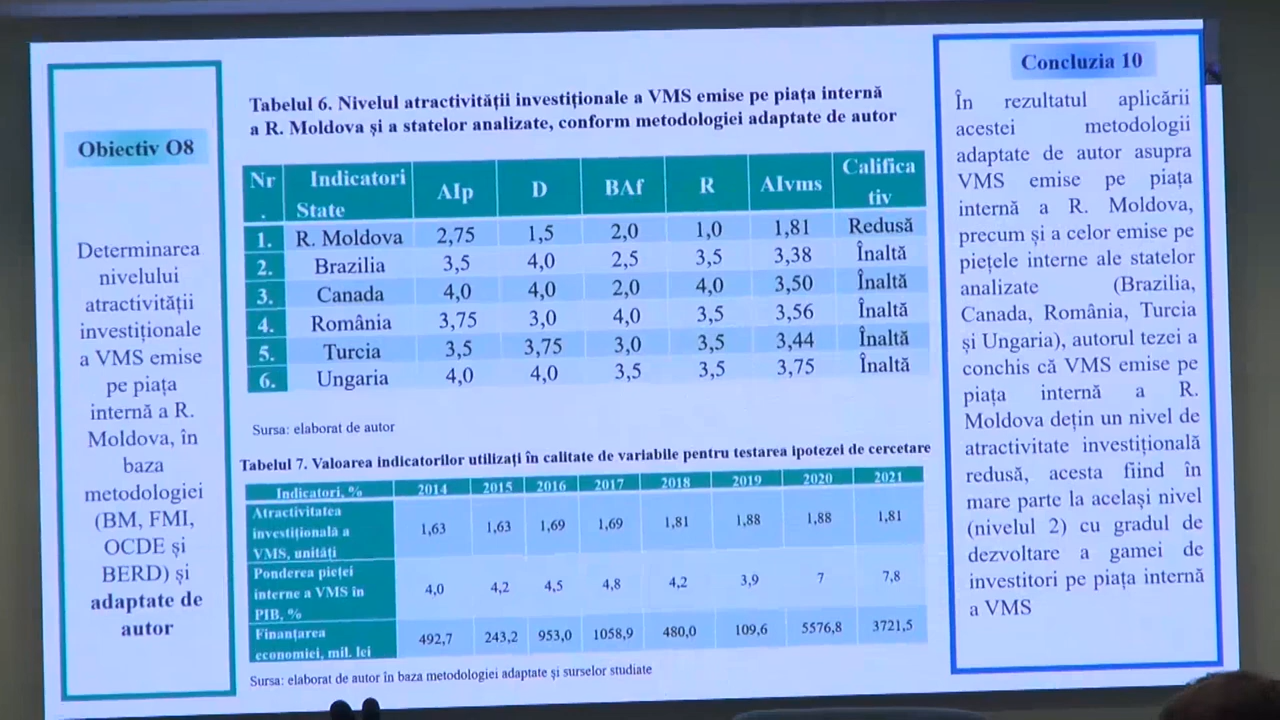 Obiectiv O8
Determinarea
nivelului
atractivității
investiționale
a VMS emise
pe piața
internă a R.
Moldova, în
baza
metodologiei
(BM, FMI,
OCDE și
BERD) și
adaptate de
autor
Tabelul 6. Nivelul atractivității investiționale a VMS emise pe piața internă
a R. Moldova și a statelor analizate, conform metodologiei adaptate de autor
Nr. Indicatori State AIp D BAf R AIvms Calificativ
1. R. Moldova 2,75 1,5 2,0 1,0 1,81 Redusă
2. Brazilia 3,5 4,0 2,5 3,5 3,38 Înaltă
3. Canada 4,0 4,0 2,0 4,0 3,50 Înaltă
4. România 3,75 3,0 4,0 3,5 3,56 Înaltă
5. Turcia 3,5 3,75 3,0 3,5 3,44 Înaltă
6. Ungaria 4,0 4,0 3,5 3,5 3,75 Înaltă
Sursa: elaborat de autor
Tabelul 7. Valoarea indicatorilor utilizați în calitate de variabile pentru testarea ipotezei de cercetare
Indicatori, % 2014 2015 2016 2017 2018 2019 2020 2021
Atractivitatea
investițională a 1,63 1,63 1,69 1,69 1,81 1,88 1,88 1,81
VMS, unități
Ponderea pieței
interne a VMS în 4,0 4,2 4,5 4,8 4,2 3,9 7 7,8
PIB, %
Finanțarea
economiei, mil. lei 492,7 243,2 953,0 1058,9 480,0 109,6 5576,8 3721,5
Sursa: elaborat de autor în baza metodologiei adaptate și surselor studiate
Concluzia 10
În rezultatul aplicării
acestei metodologii
adaptate de autor asupra
VMS emise pe piața
internă a R. Moldova,
precum și a celor emise pe
piețele interne ale statelor
analizate (Brazilia,
Canada, România, Turcia
și Ungaria), autorul tezei a
conchis că VMS emise pe
piața internă a R.
Moldova dețin un nivel de
atractivitate investițională
redusă, acesta fiind în
mare parte la același nivel
(nivelul 2) cu gradul de
dezvoltare a gamei de
investitori pe piața internă
a VMS